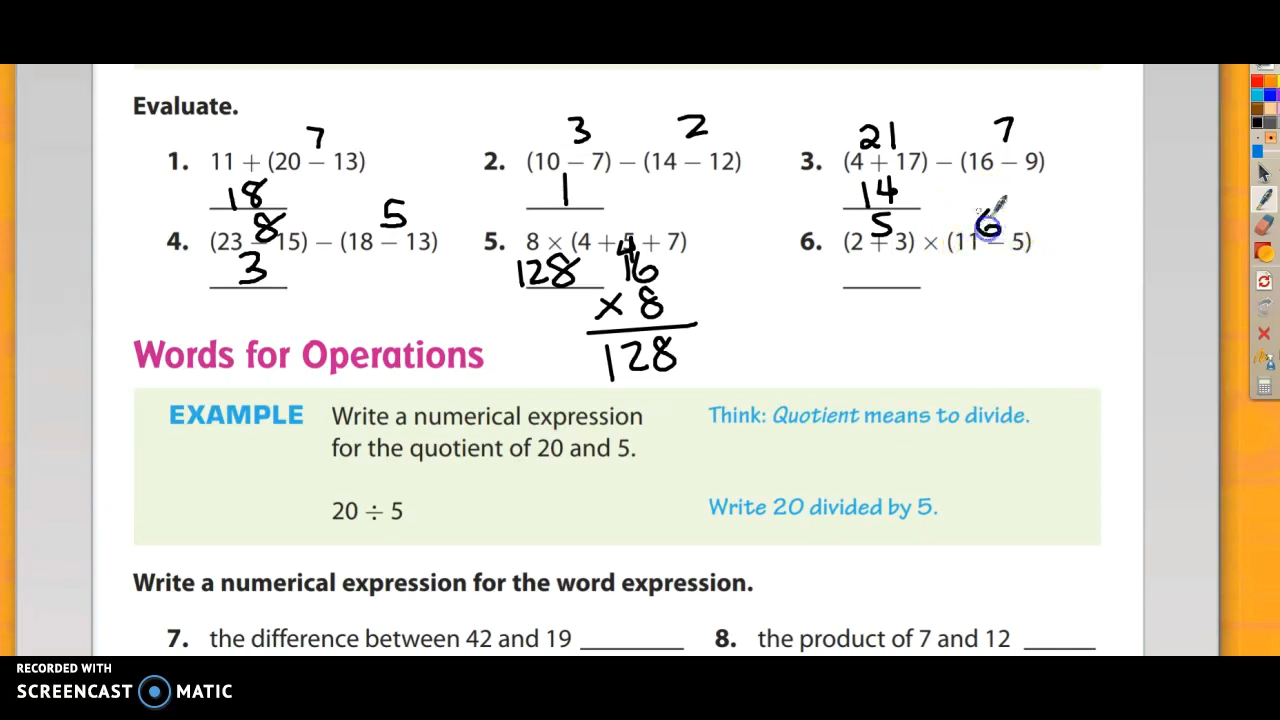 Evaluate.
7 3 2 21 7
1. 11 + (20 − 13) 2. (10 − 7) − (14 − 12) 3. (4 + 17) − (16 − 9)
18 1 14
8 5 4 5 6
4. (23 − 15) − (18 − 13) 5. 8 × (4 + 5 + 7) 6. (2 + 3) × (11 − 5)
3 128 16
× 8
128
Words for Operations
EXAMPLE Write a numerical expression Think: Quotient means to divide.
for the quotient of 20 and 5.
20 ÷ 5 Write 20 divided by 5.
Write a numerical expression for the word expression.
7. the difference between 42 and 19 ________ 8. the product of 7 and 12 ________
RECORDED WITH
SCREENCAST MATIC